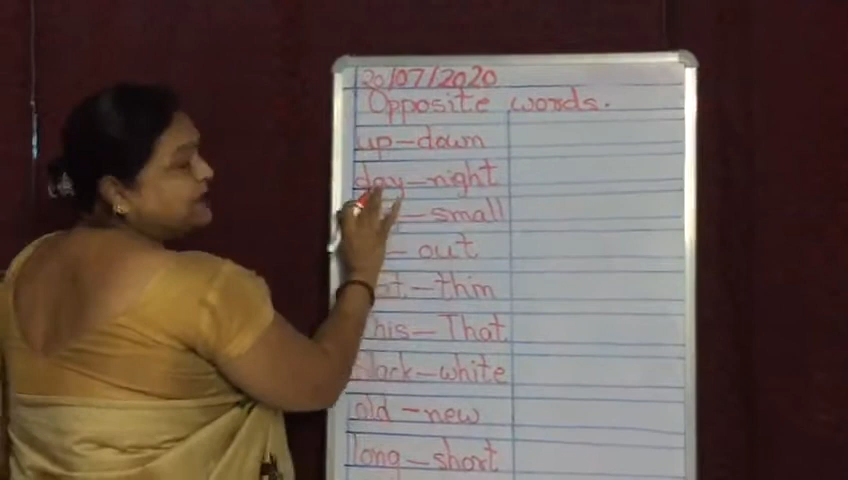 20/07/2020
Opposite words.
up-down
day-night
-small
- out
-thin
This-That
black-white
old-new
long-short